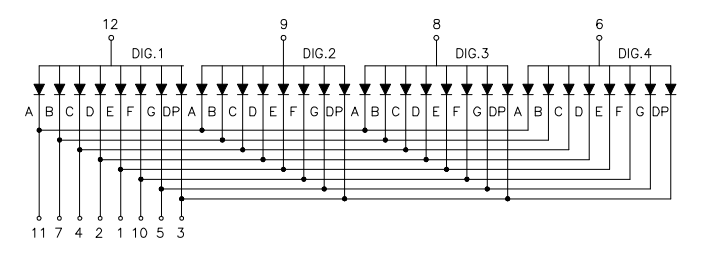 12 9 8 6
DIG.1 DIG.2 DIG.3 DIG.4
A B C D E F G DP A B C D E F G DP A B C D E F G DP A B C D E F G DP
11 7 4 2 1 10 5 3